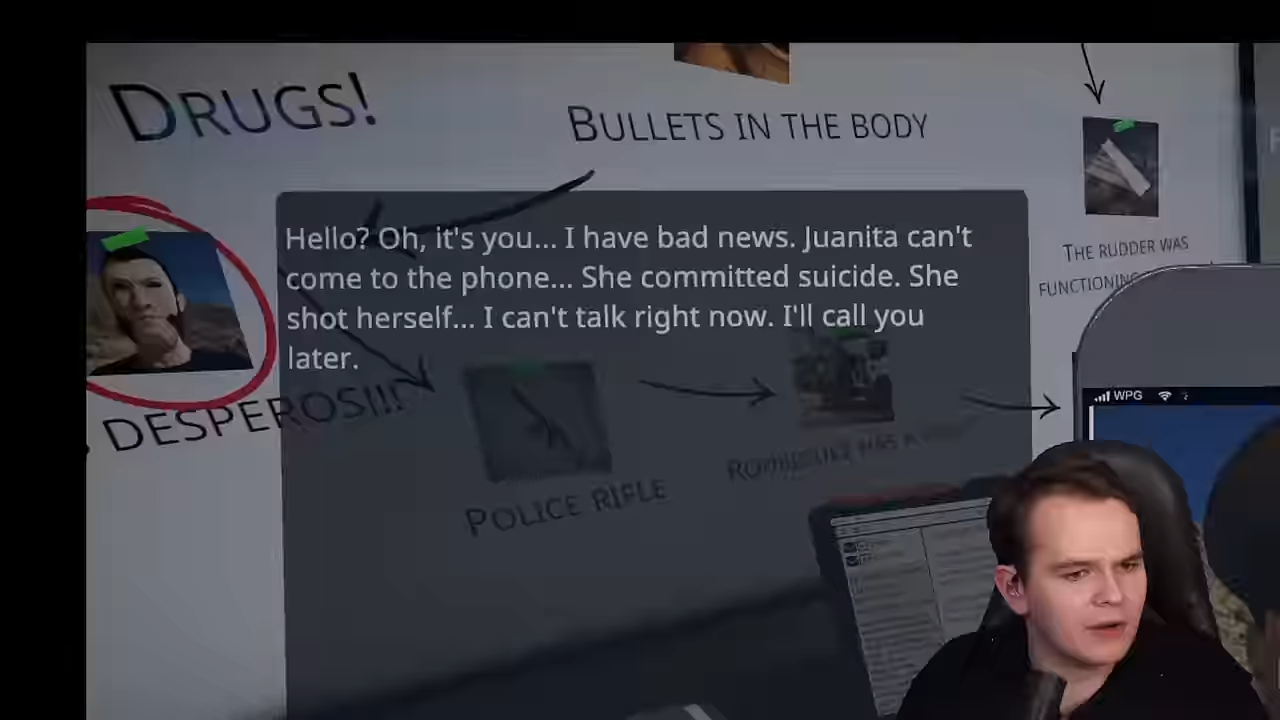 DRUGS!
BULLETS IN THE BODY
THE RUDDER WAS
FUNCTIONING
Hello? Oh, it's you... I have bad news. Juanita can't
come to the phone... She committed suicide. She
shot herself... I can't talk right now. I'll call you
later.
DESPEROS!!!
POLICE RIFLE
WAS A
WPG